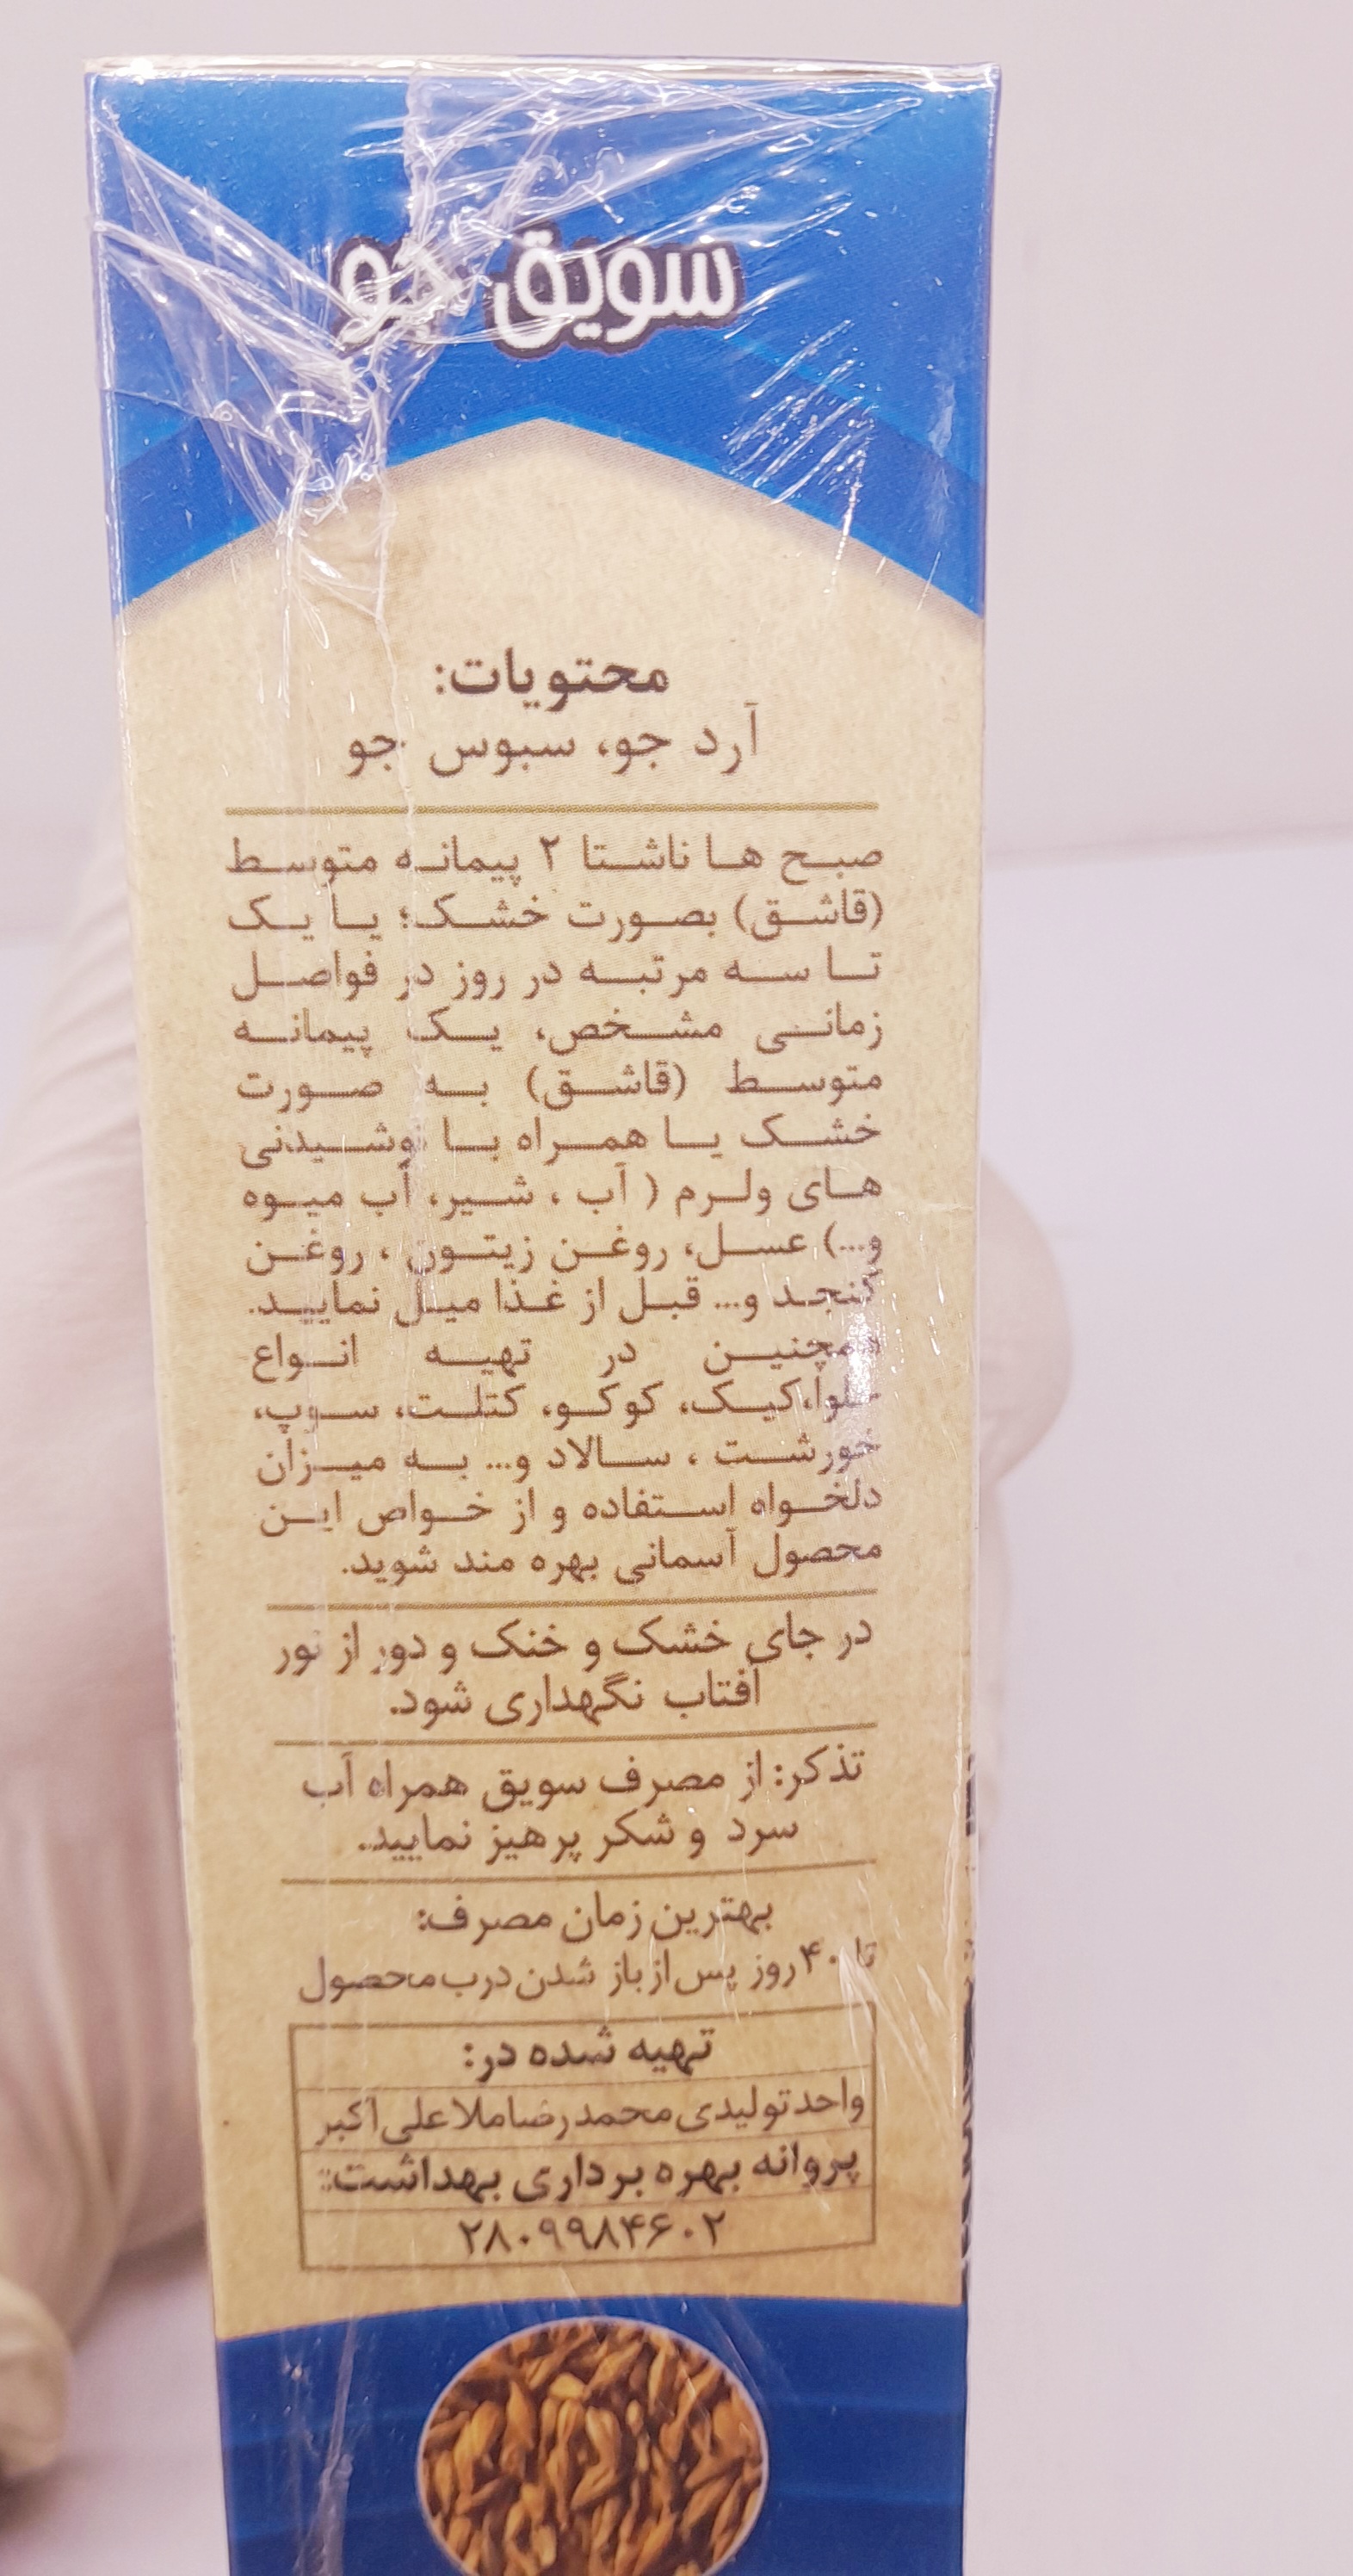 سویق جو
محتویات:
آرد جو، سبوس جو
صبح ها ناشتا ۲ پیمانه متوسط
(قاشق) بصورت خشک؛ یا یک
تا سه مرتبه در روز در فواصل
زمانی مشخص، یک پیمانه
متوسط (قاشق) به صورت
خشک یا همراه با نوشیدنی
های ولرم ( آب ، شیر، آب میوه
و...) عسل، روغن زیتون ، روغن
کنجد و... قبل از غذا میل نمایید.
همچنین در تهیه انواع
حلوا،کیک، کوکو، کتلت، سوپ،
خورشت ، سالاد و... به میزان
دلخواه استفاده و از خواص این
محصول آسمانی بهره مند شوید.
در جای خشک و خنک و دور از نور
آفتاب نگهداری شود.
تذکر: از مصرف سویق همراه آب
سرد و شکر پرهیز نمایید.
بهترین زمان مصرف:
تا ۴۰ روز پس از باز شدن درب محصول
تهیه شده در:
واحد تولیدی محمدرضا ملا علی اکبر
پروانه بهره برداری بهداشت:
۲۸۰۹۹۸۴۶۰۲